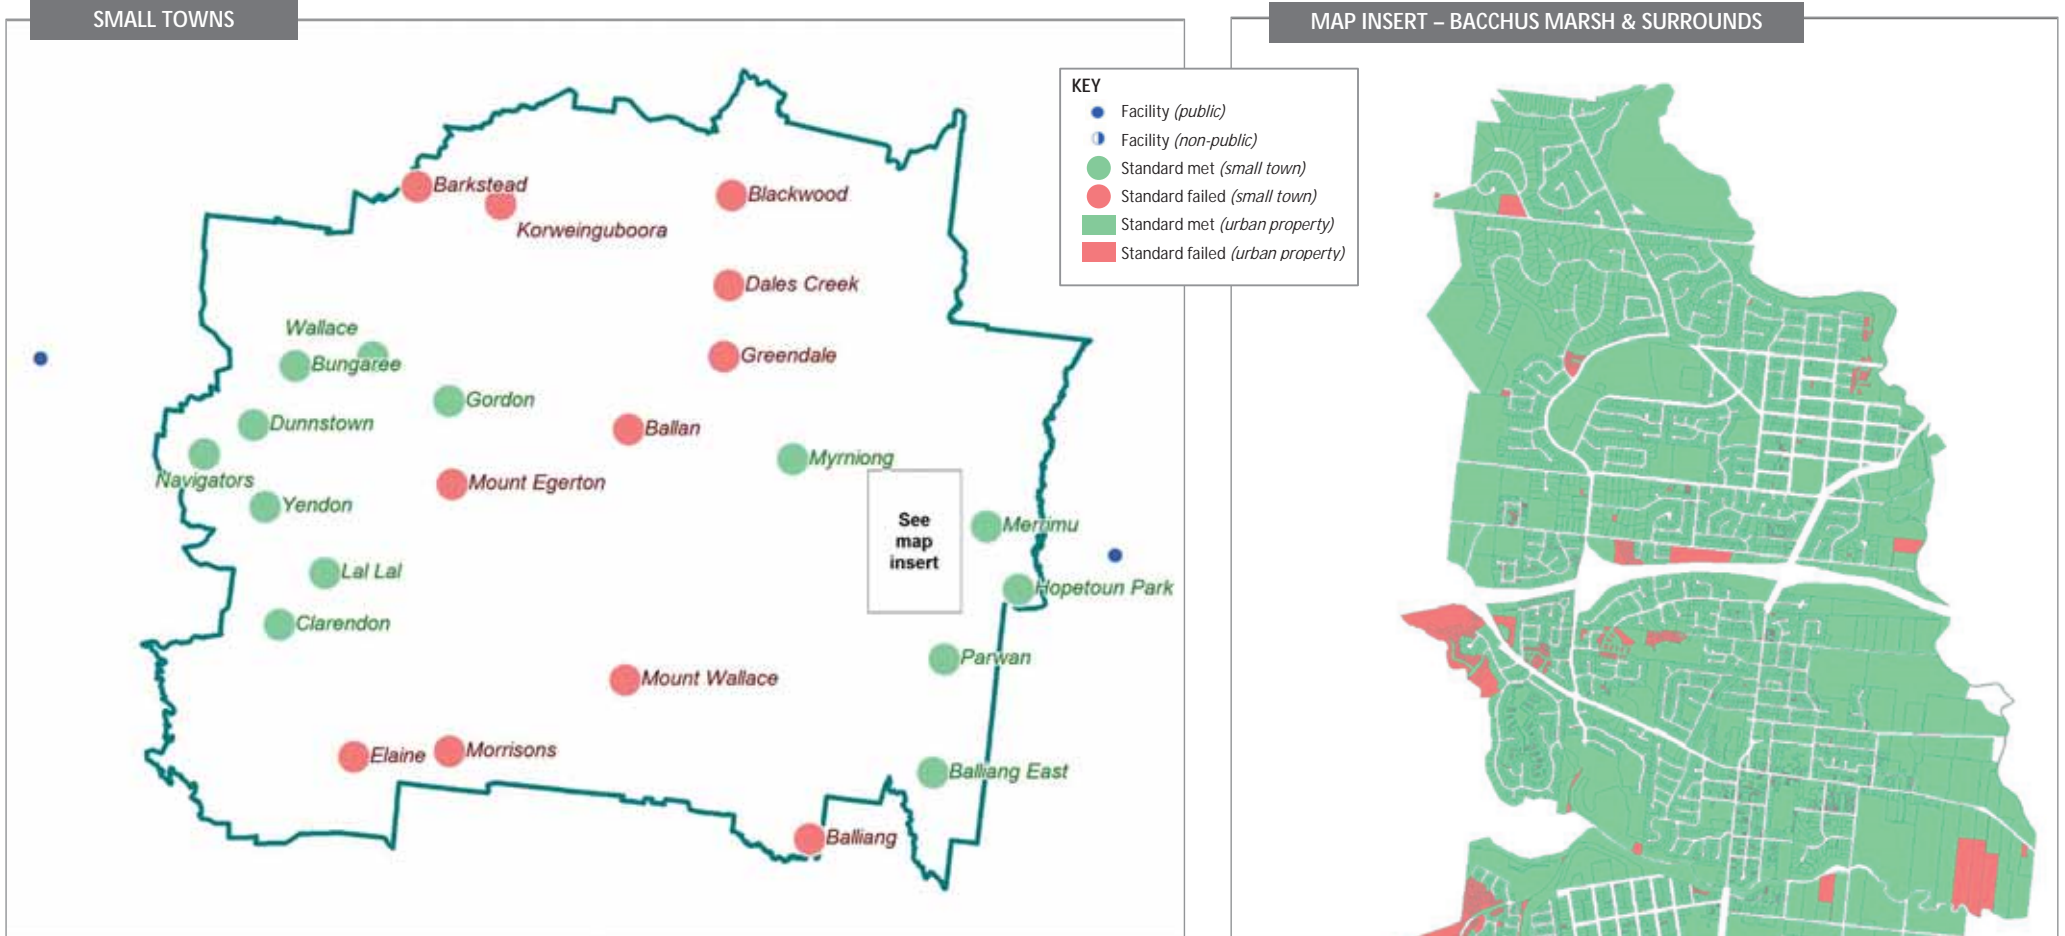 SMALL TOWNS
MAP INSERT – BACCHUS MARSH & SURROUNDS
KEY
Facility (public)
Facility (non-public)
Standard met (small town)
Standard failed (small town)
Standard met (urban property)
Standard failed (urban property)
Barkstead
Korweinguboora
Blackwood
Dales Creek
Wallace
Bungaree
Greendale
Gordon
Dunnstown
Ballan
Myrniong
Navigators
Mount Egerton
Yendon
See
map
insert
Merrimu
Lal Lal
Hopetoun Park
Clarendon
Parwan
Mount Wallace
Elaine
Morrisons
Balliang East
Balliang